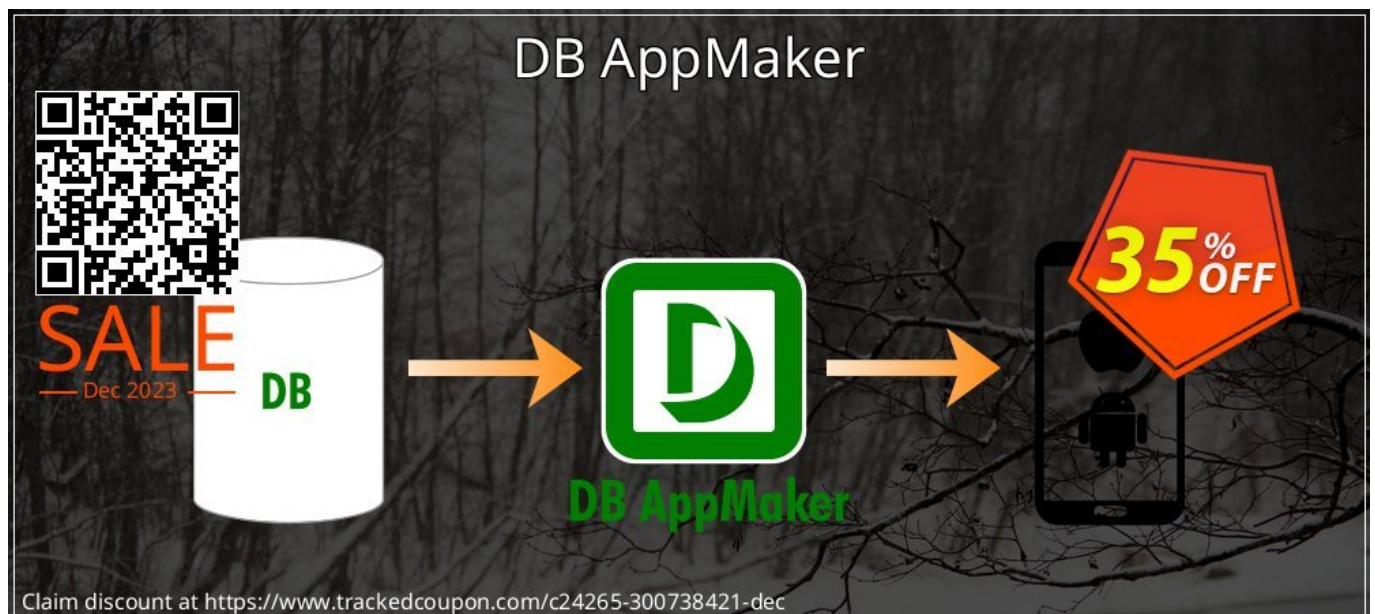 DB AppMaker
SALE
Dec 2023
DB
DB AppMaker
35% OFF
Claim discount at https://www.trackedcoupon.com/c24265-300738421-dec